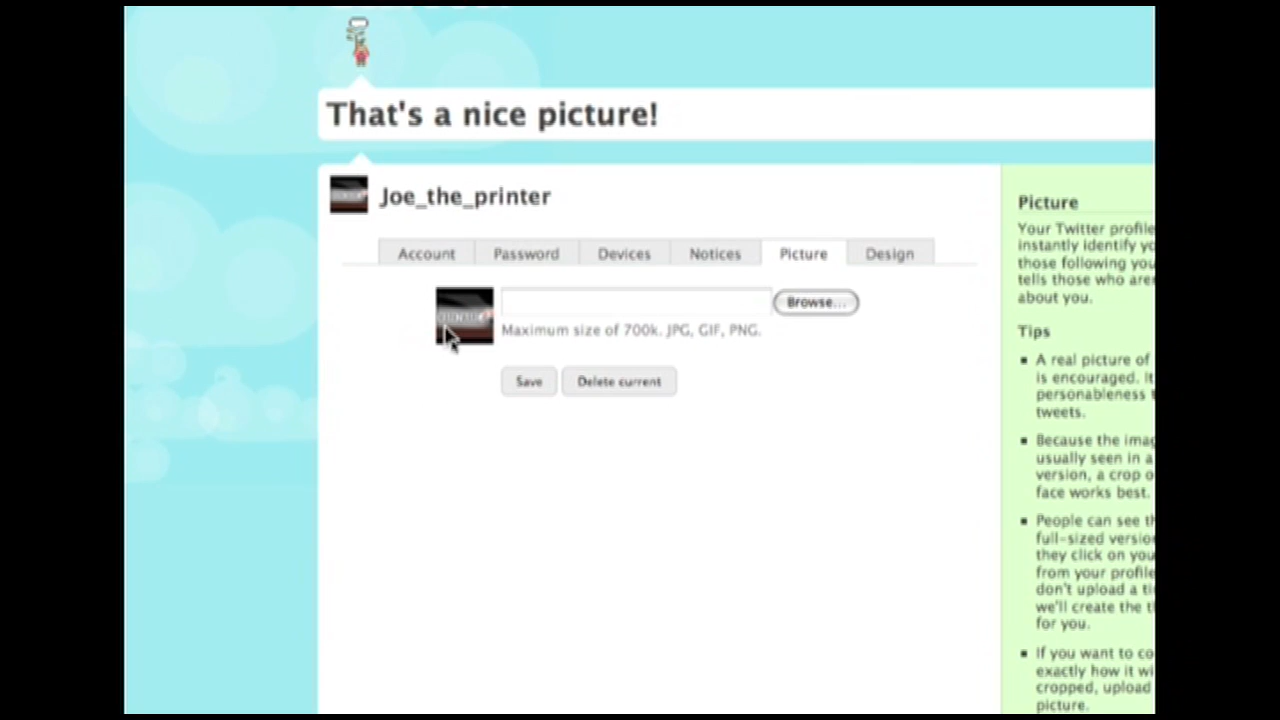 That's a nice picture!
Joe_the_printer
Account Password Devices Notices Picture Design
Browse...
Maximum size of 700k. JPG, GIF, PNG.
Save Delete current
Picture
Your Twitter profile
instantly identify yo
those following you
tells those who aren
about you.
Tips
A real picture of
is encouraged. It
personableness t
tweets.
Because the imag
usually seen in a
version, a crop o
face works best.
People can see th
full-sized versio
they click on you
from your profile
don't upload a ti
we'll create the t
for you.
If you want to co
exactly how it wi
cropped, upload
picture.